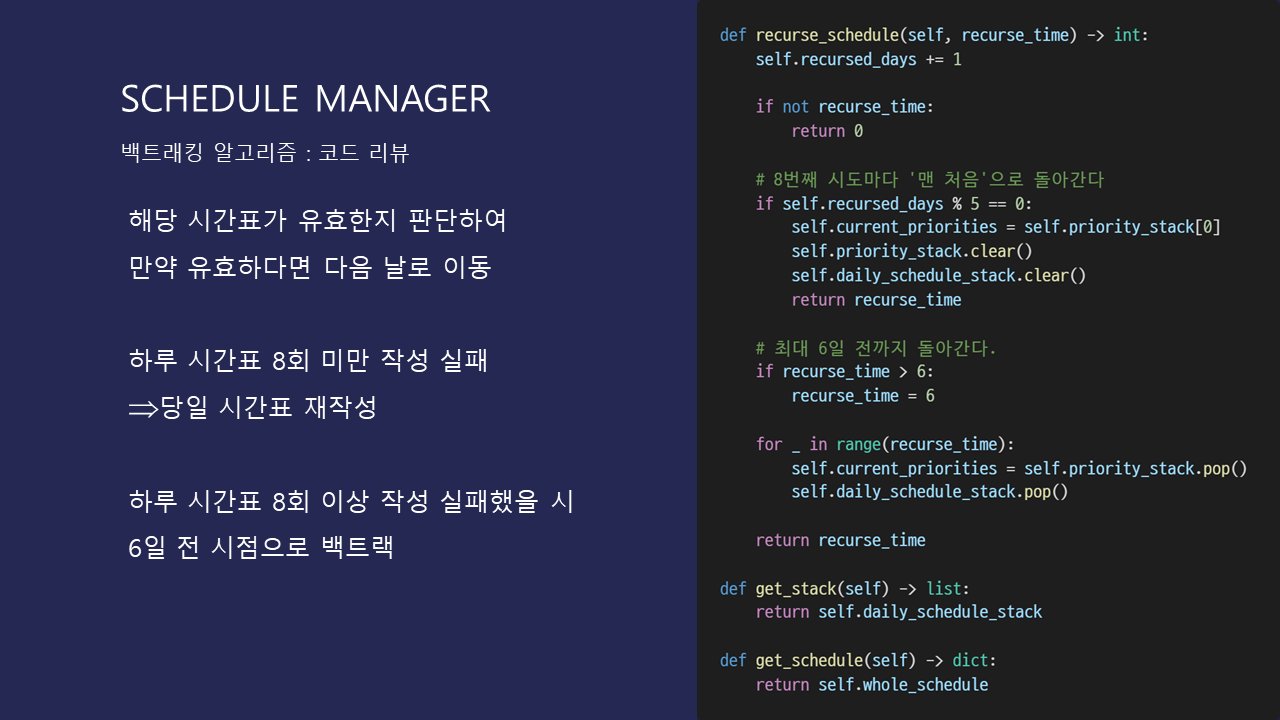 SCHEDULE MANAGER
백트래킹 알고리즘 : 코드 리뷰
해당 시간표가 유효한지 판단하여
만약 유효하다면 다음 날로 이동
하루 시간표 8회 미만 작성 실패
⇒당일 시간표 재작성
하루 시간표 8회 이상 작성 실패했을 시
6일 전 시점으로 백트랙
def recurse_schedule(self, recurse_time) -> int:
    self.recursed_days += 1
    if not recurse_time:
        return 0
    # 8번째 시도마다 '맨 처음'으로 돌아간다
    if self.recursed_days % 5 == 0:
        self.current_priorities = self.priority_stack[0]
        self.priority_stack.clear()
        self.daily_schedule_stack.clear()
        return recurse_time
    # 최대 6일 전까지 돌아간다.
    if recurse_time > 6:
        recurse_time = 6
    for _ in range(recurse_time):
        self.current_priorities = self.priority_stack.pop()
        self.daily_schedule_stack.pop()
    return recurse_time
def get_stack(self) -> list:
    return self.daily_schedule_stack
def get_schedule(self) -> dict:
    return self.whole_schedule